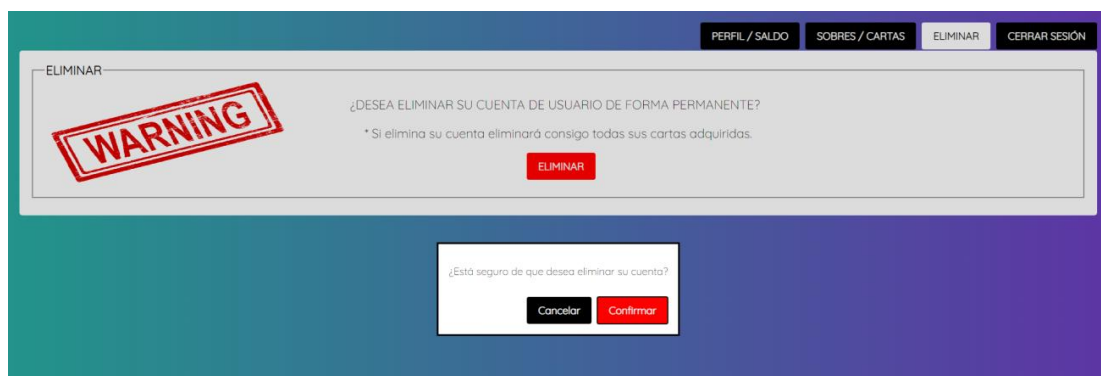 PERFIL / SALDO
SOBRES / CARTAS
ELIMINAR
CERRAR SESIÓN
ELIMINAR
WARNING
¿DESEA ELIMINAR SU CUENTA DE USUARIO DE FORMA PERMANENTE?
* Si elimina su cuenta eliminará consigo todas sus cartas adquiridas.
ELIMINAR
¿Está seguro de que desea eliminar su cuenta?
Cancelar
Confirmar